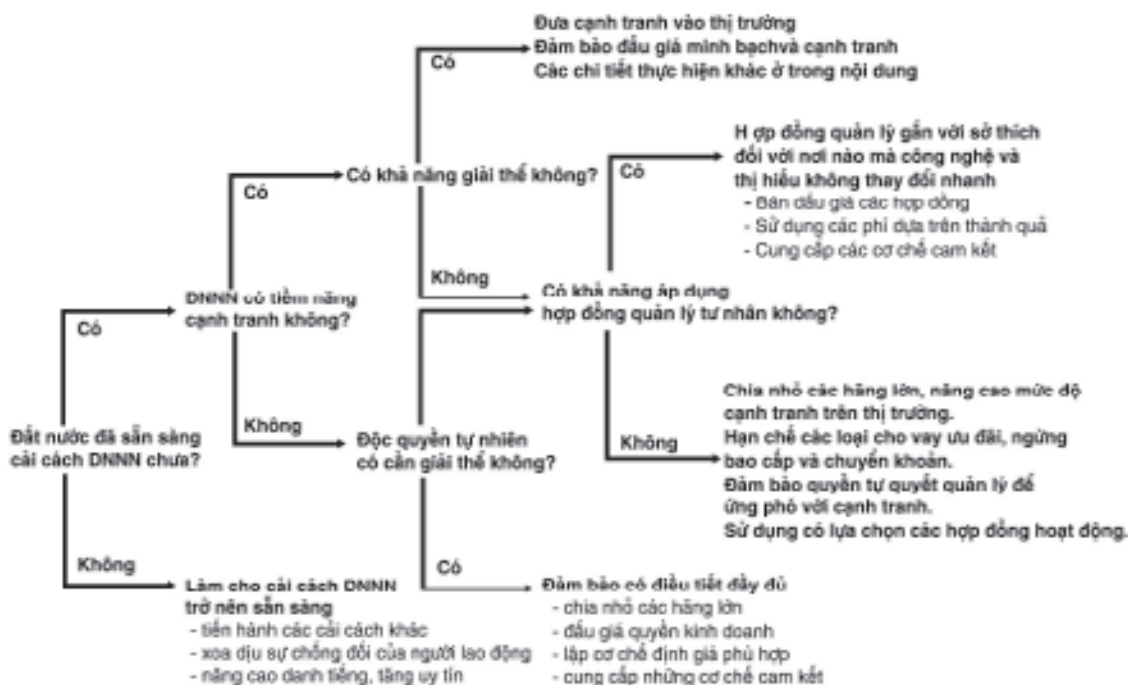 Đưa cạnh tranh vào thị trường
Đảm bảo đấu giá minh bạchvà cạnh tranh
Các chi tiết thực hiện khác ở trong nội dung
Có
Có khả năng giải thể không?
Có
Không
H ợp đồng quản lý gắn với sở thích
đối với nơi nào mà công nghệ và
thị hiếu không thay đổi nhanh
- Bán đấu giá các hợp đồng
- Sử dụng các phí dựa trên thành quả
- Cung cấp các cơ chế cam kết
Có
DNNN có tiềm năng
cạnh tranh không?
Có
Có khả năng áp dụng
hợp đồng quản lý tư nhân không?
Không
Đất nước đã sẵn sàng
cải cách DNNN chưa?
Độc quyền tự nhiên
có cần giải thể không?
Không
Chia nhỏ các hãng lớn, nâng cao mức độ
cạnh tranh trên thị trường.
Hạn chế các loại cho vay ưu đãi, ngừng
bao cấp và chuyển khoản.
Đảm bảo quyền tự quyết quản lý để
ứng phó với cạnh tranh.
Sử dụng có lựa chọn các hợp đồng hoạt động.
Không
Làm cho cải cách DNNN
trở nên sẵn sàng
- tiến hành các cải cách khác
- xoa dịu sự chống đối của người lao động
- nâng cao danh tiếng, tăng uy tín
Có
Đảm bảo có điều tiết đầy đủ
- chia nhỏ các hãng lớn
- đấu giá quyền kinh doanh
- lập cơ chế định giá phù hợp
- cung cấp những cơ chế cam kết